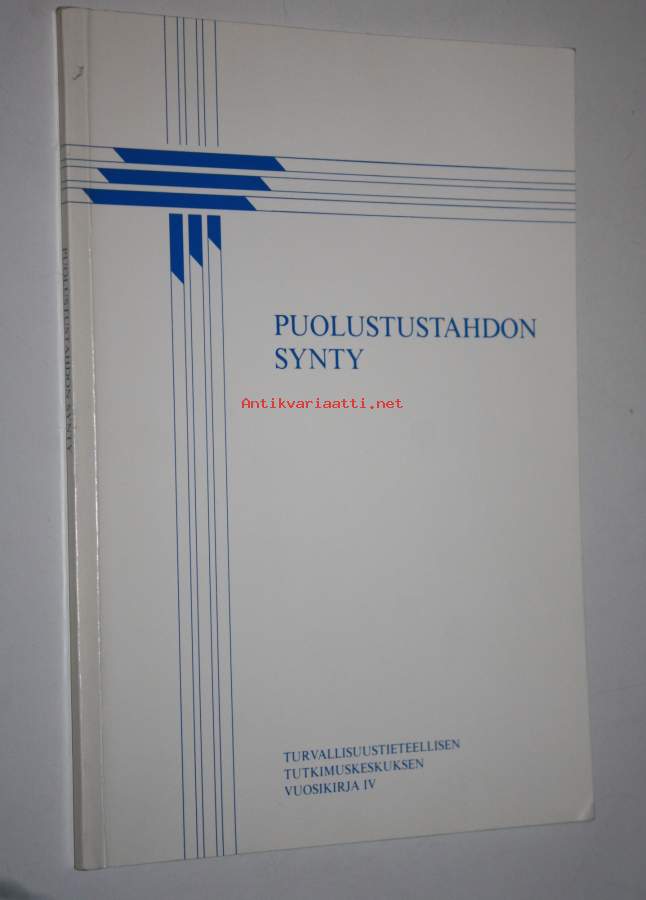 PUOLUSTUSTAHDON SYNTY
PUOLUSTUSTAHDON
SYNTY
Antikvariaatti.net
TURVALLISUUSTIETEELLISEN
TUTKIMUSKESKUKSEN
VUOSIKIRJA IV